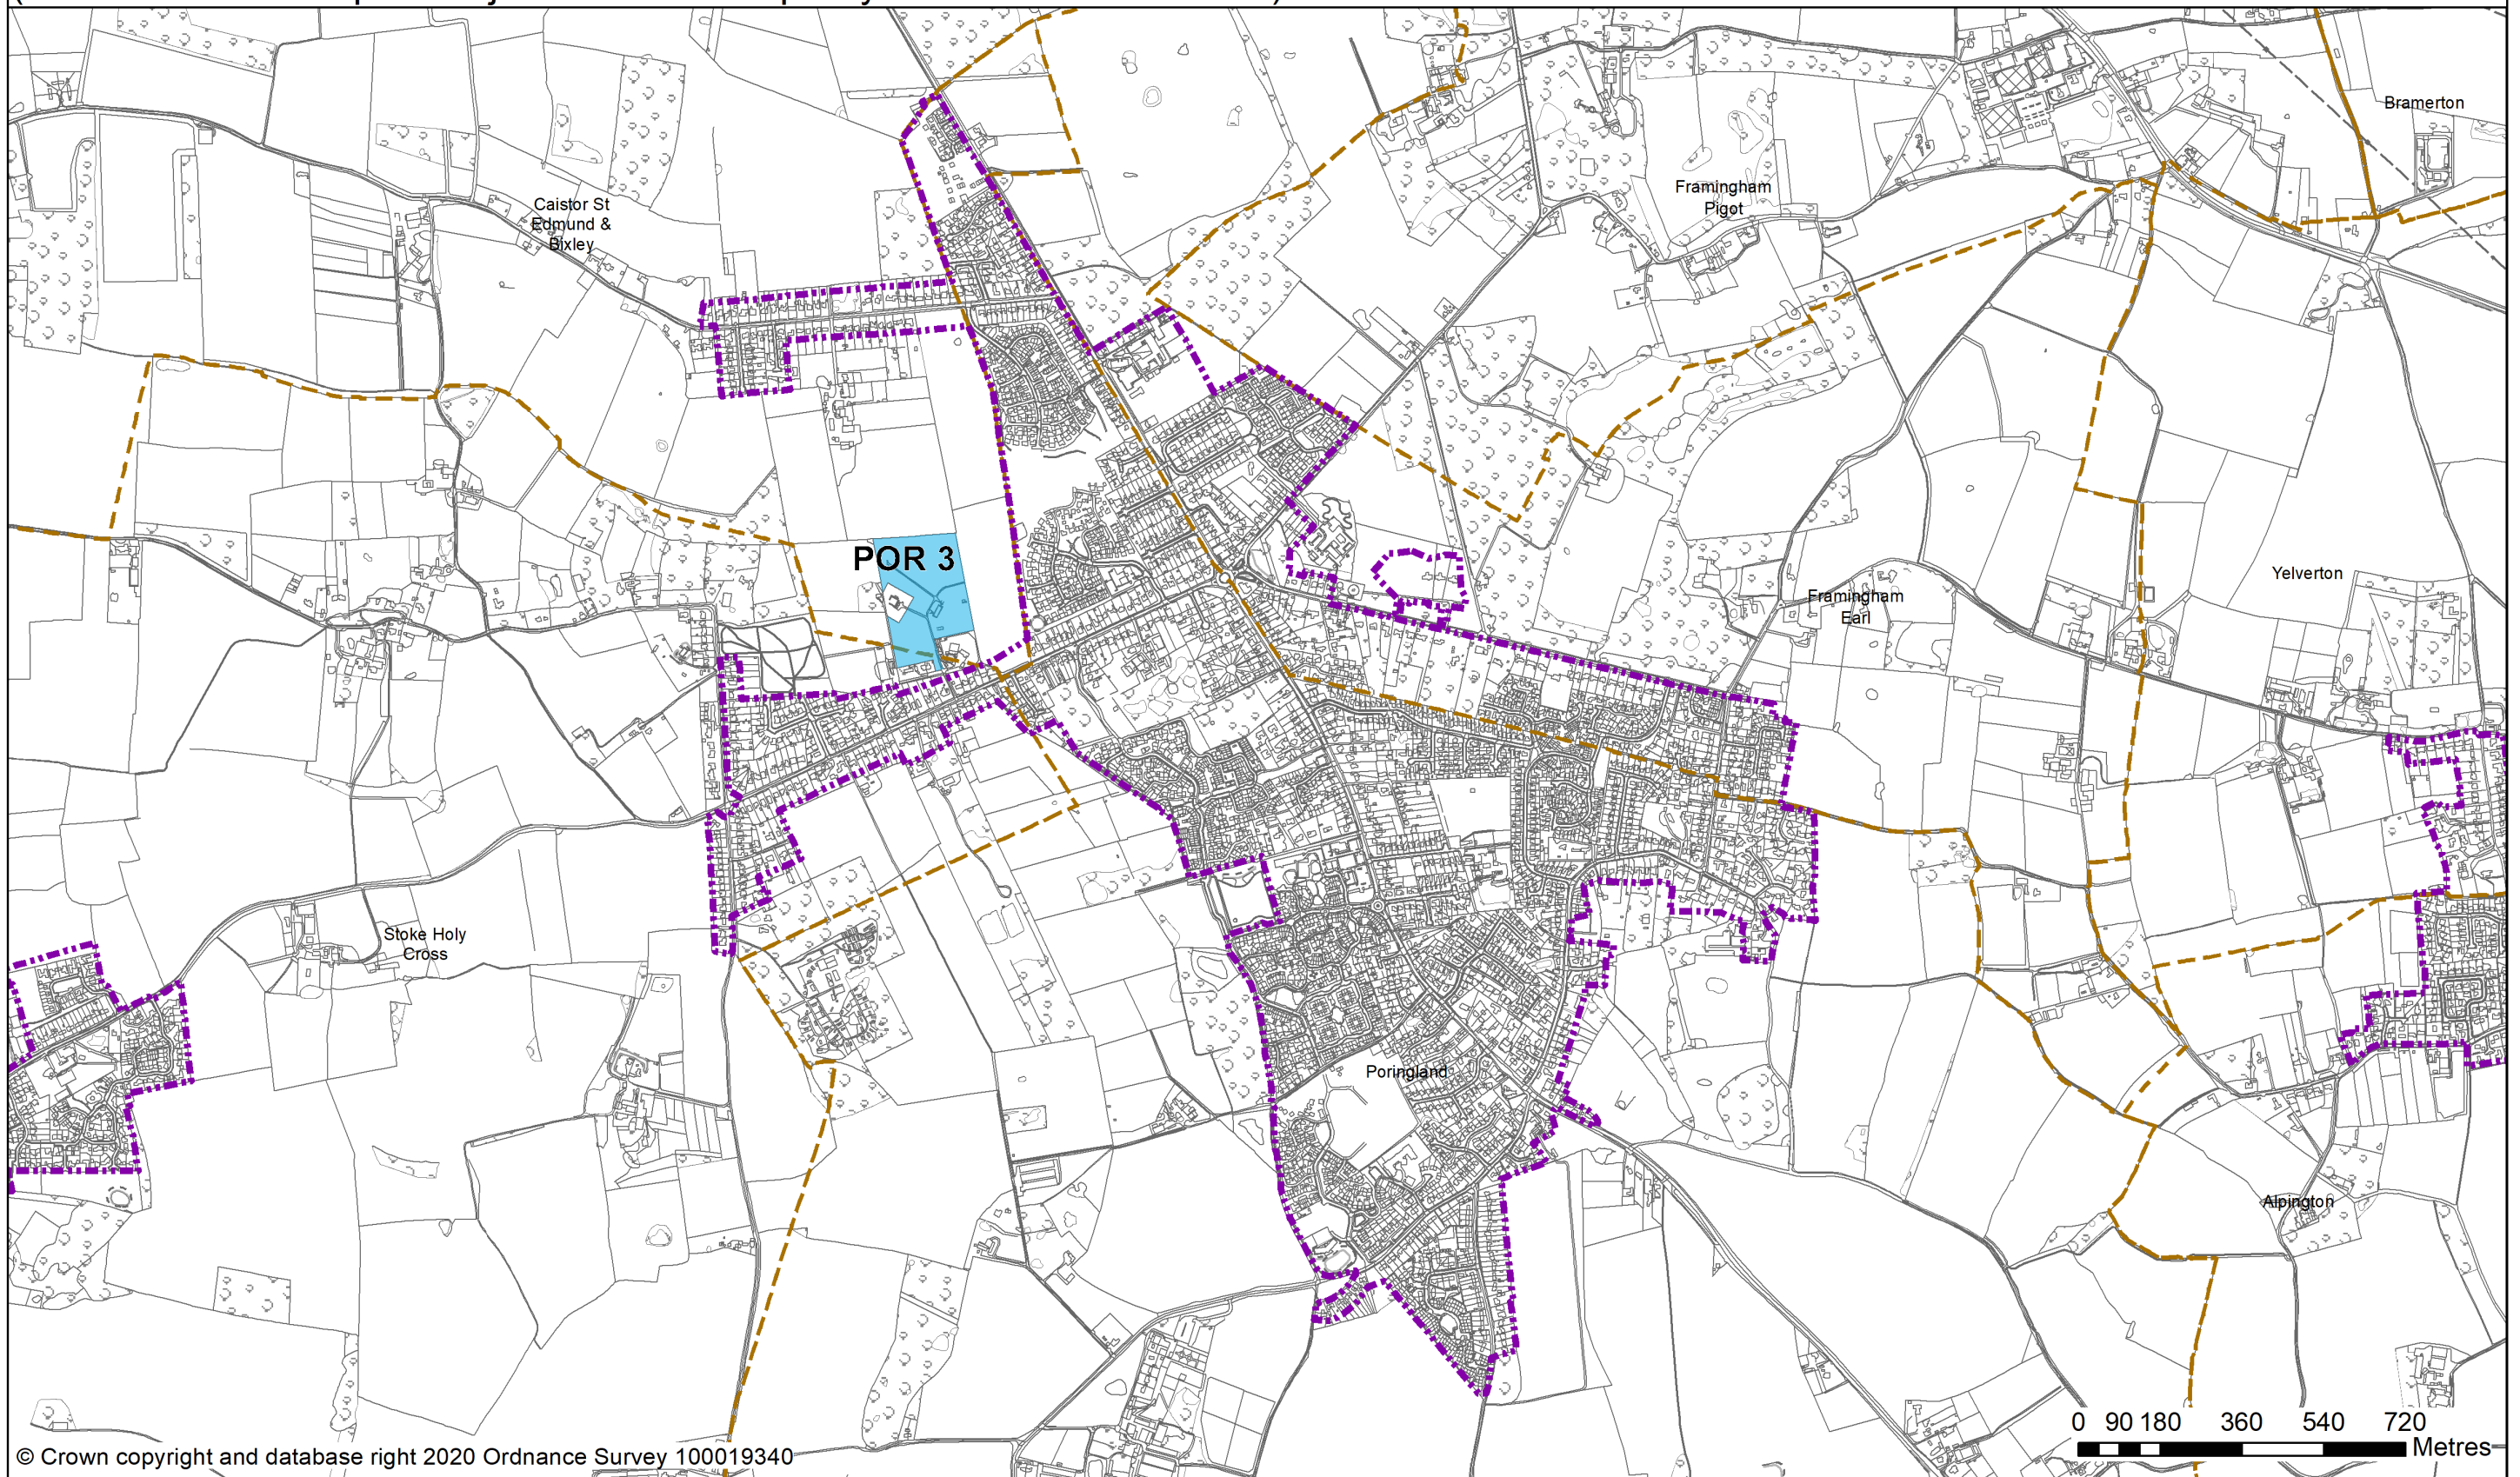 Bramerton
Framingham
Pigot
Caistor St
Edmund &
Bixley
POR 3
Yelverton
Framingham
Earl
Stoke Holy
Cross
Poringland
Alpington
0 90 180 360 540 720
Metres
© Crown copyright and database right 2020 Ordnance Survey 100019340